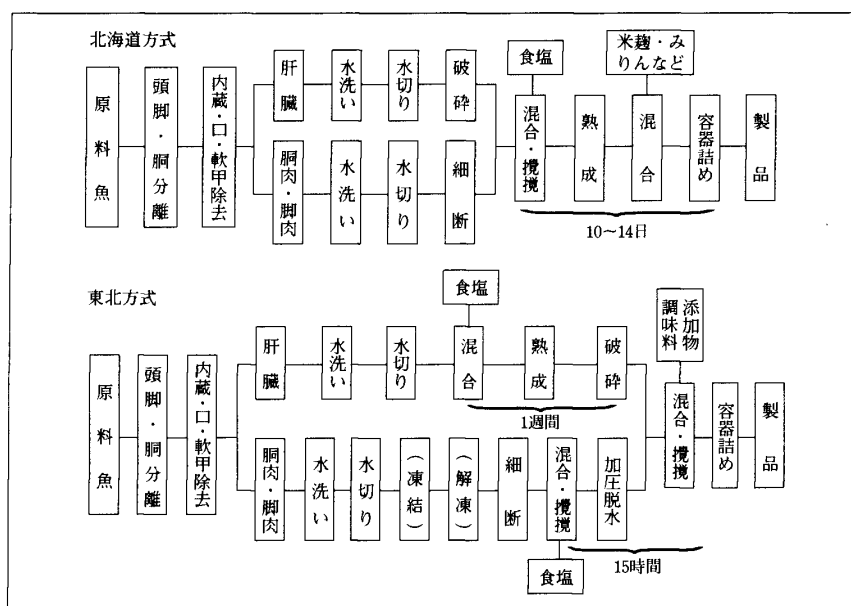 北海道方式
原料魚
頭脚・胴分離
内蔵・口・軟甲除去
肝臓
水洗い
水切り
破砕
胴肉・脚肉
水洗い
水切り
細断
食塩
混合・攪搅
熟成
米麹・み
りんなど
混合
容器詰め
製品
10〜14日
東北方式
原料魚
頭脚・胴分離
内蔵・口・軟甲除去
肝臓
水洗い
水切り
食塩
混合
熟成
破砕
1週間
胴肉・脚肉
水洗い
水切り
(凍結)
(解凍)
細断
混合・攪搅
食塩
加圧脱水
15時間
添加物
調味料
混合・攪搅
容器詰め
製品